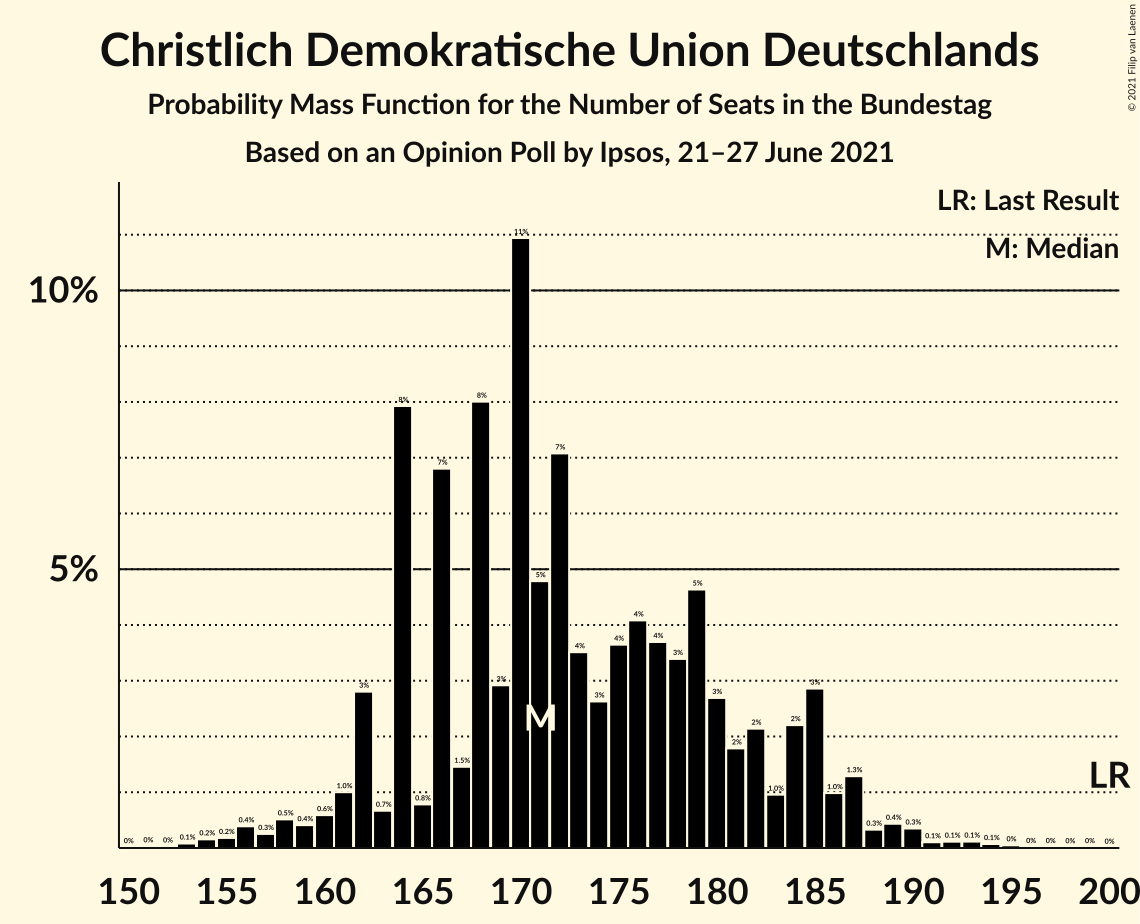 Christlich Demokratische Union Deutschlands
Probability Mass Function for the Number of Seats in the Bundestag
Based on an Opinion Poll by Ipsos, 21–27 June 2021
© 2021 Filip van Laenen
LR: Last Result
M: Median
10%
5%
0% 0% 0% 0.1% 0.2% 0.2% 0.4% 0.3% 0.5% 0.4% 0.6% 1.0% 3% 0.7% 8% 0.8% 7% 1.5% 8% 3% 11% 5% 7% 4% 3% 4% 4% 4% 3% 5% 3% 2% 2% 1.0% 2% 3% 1.0% 1.3% 0.3% 0.4% 0.3% 0.1% 0.1% 0.1% 0.1% 0% 0% 0% 0% 0% 0%
M
LR
150 155 160 165 170 175 180 185 190 195 200